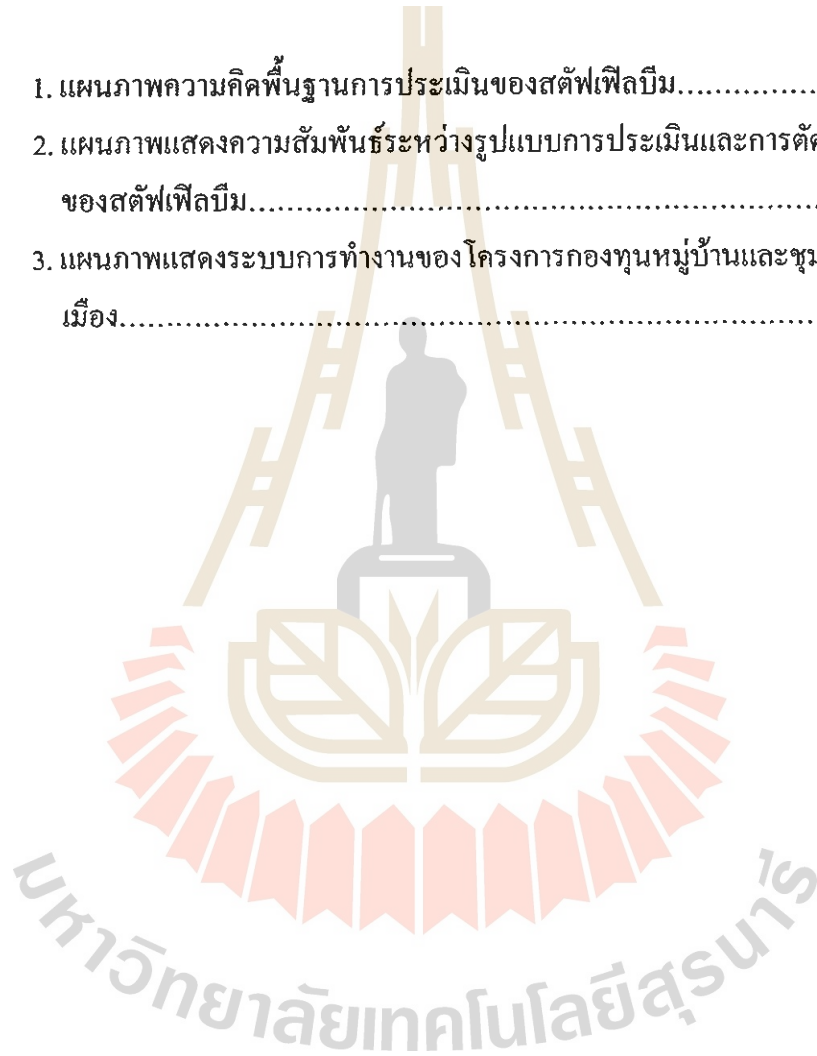 1. แผนภาพความคิดพื้นฐานการประเมินของสตัฟเฟิลบีม...............
2. แผนภาพแสดงความสัมพันธ์ระหว่างรูปแบบการประเมินและการตัด
ของสตัฟเฟิลบีม...............................................................
3. แผนภาพแสดงระบบการทำงานของโครงการกองทุนหมู่บ้านและชุม
เมือง...........................................................................
มหาวิทยาลัยเทคโนโลยีสุรนารี